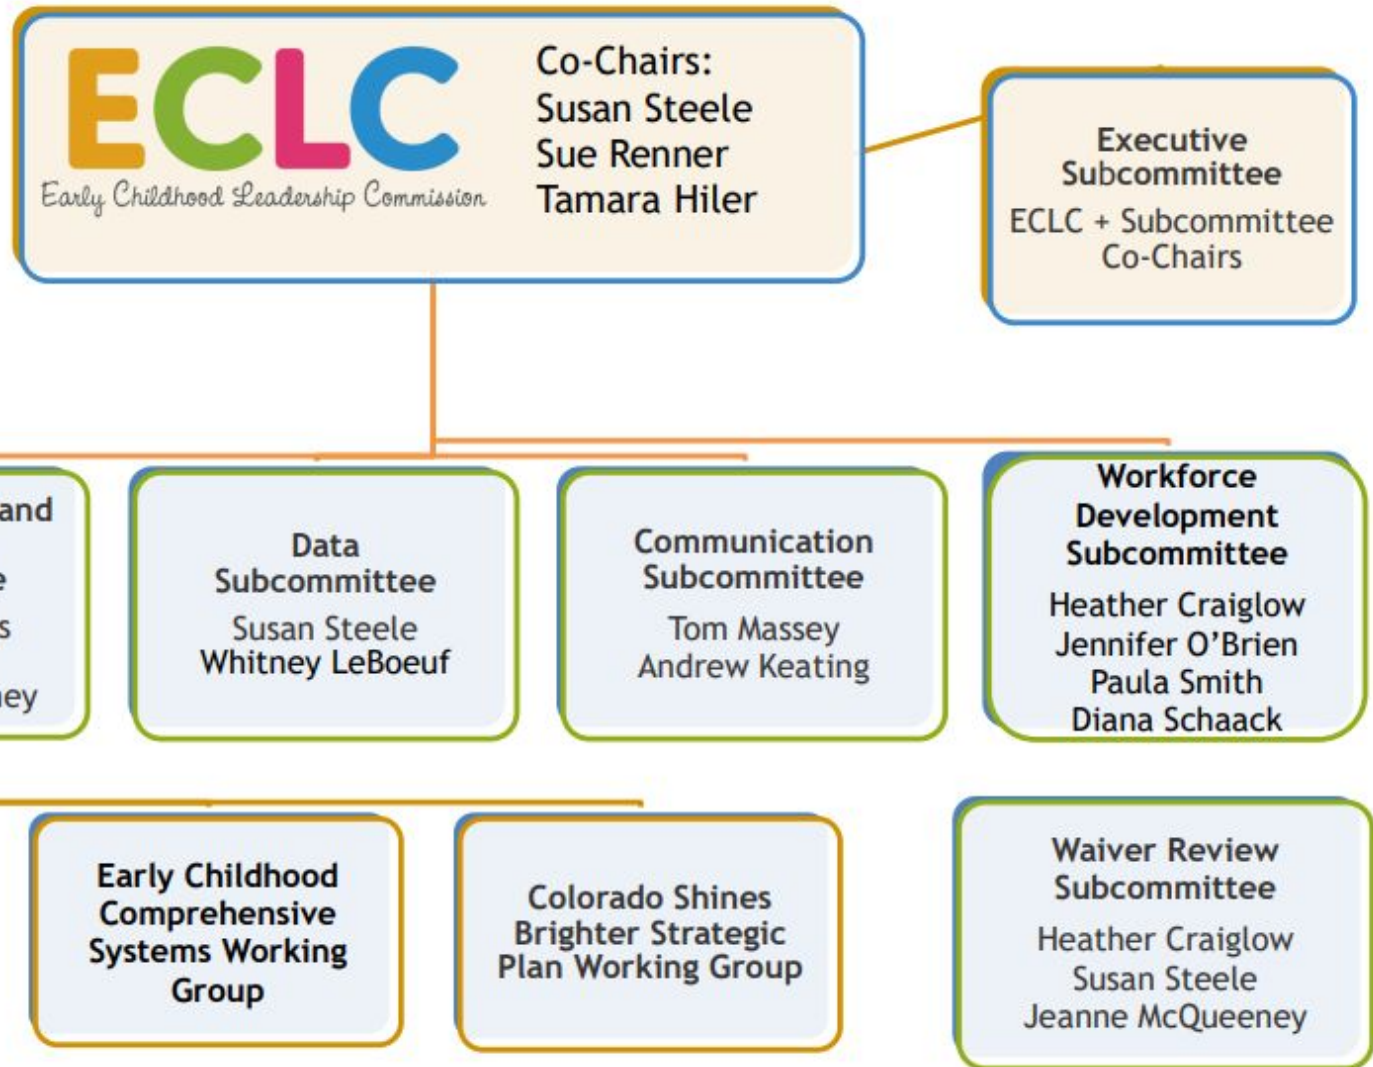 ECLC
Early Childhood Leadership Commission
Co-Chairs:
Susan Steele
Sue Renner
Tamara Hiler
Executive
Subcommittee
ECLC + Subcommittee
Co-Chairs
and
Data
Subcommittee
Susan Steele
Whitney LeBoeuf
Communication
Subcommittee
Tom Massey
Andrew Keating
Workforce
Development
Subcommittee
Heather Craiglow
Jennifer O’Brien
Paula Smith
Diana Schaack
Early Childhood
Comprehensive
Systems Working
Group
Colorado Shines
Brighter Strategic
Plan Working Group
Waiver Review
Subcommittee
Heather Craiglow
Susan Steele
Jeanne McQueeney